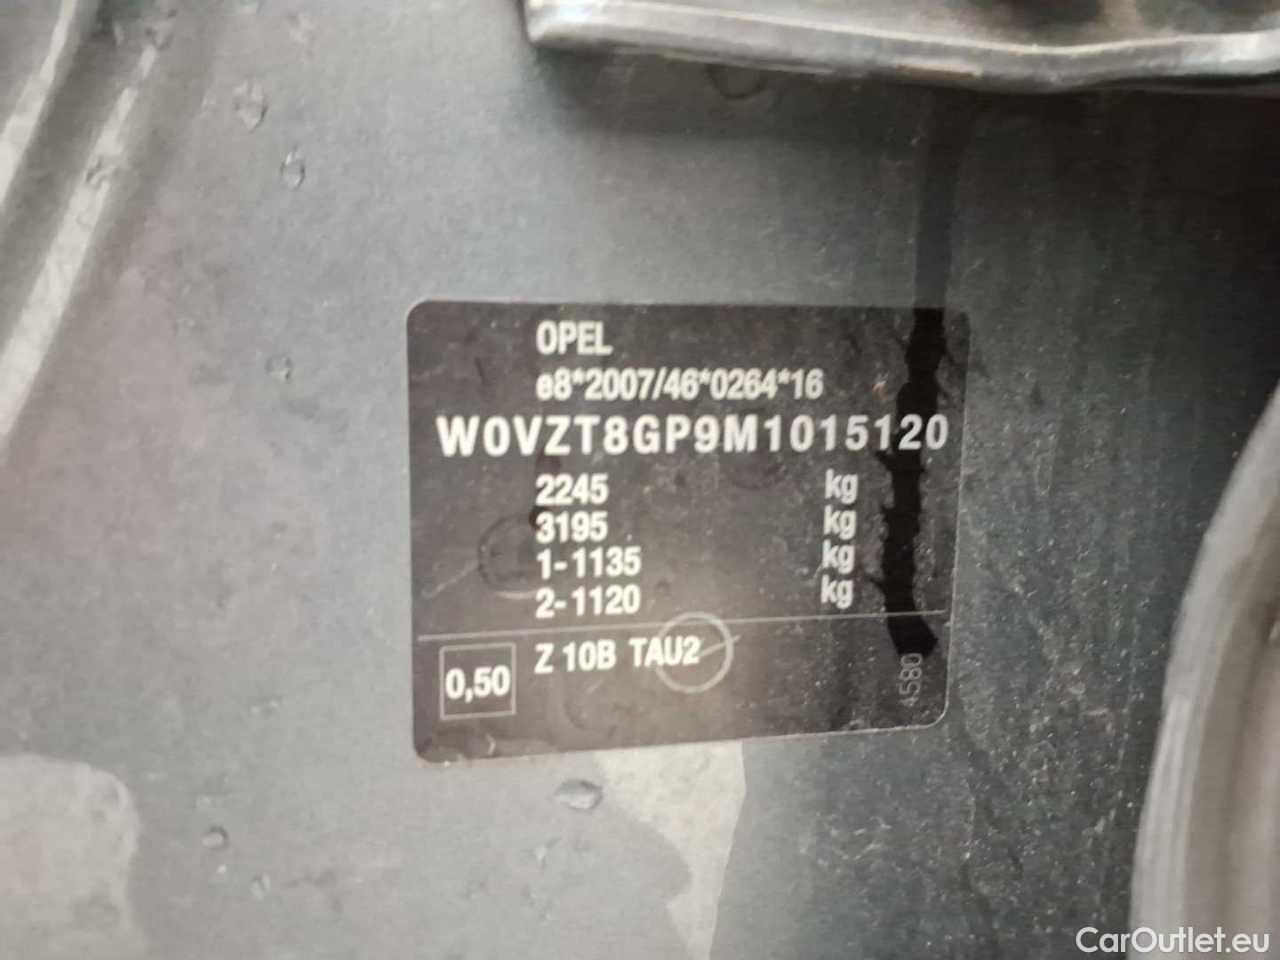 OPEL
e8*2007/46*0264*16
W0VZT8GP9M1015120
2245 kg
3195 kg
1-1135 kg
2-1120 kg
0,50 Z 10B TAU2
4580
CarOutlet.eu